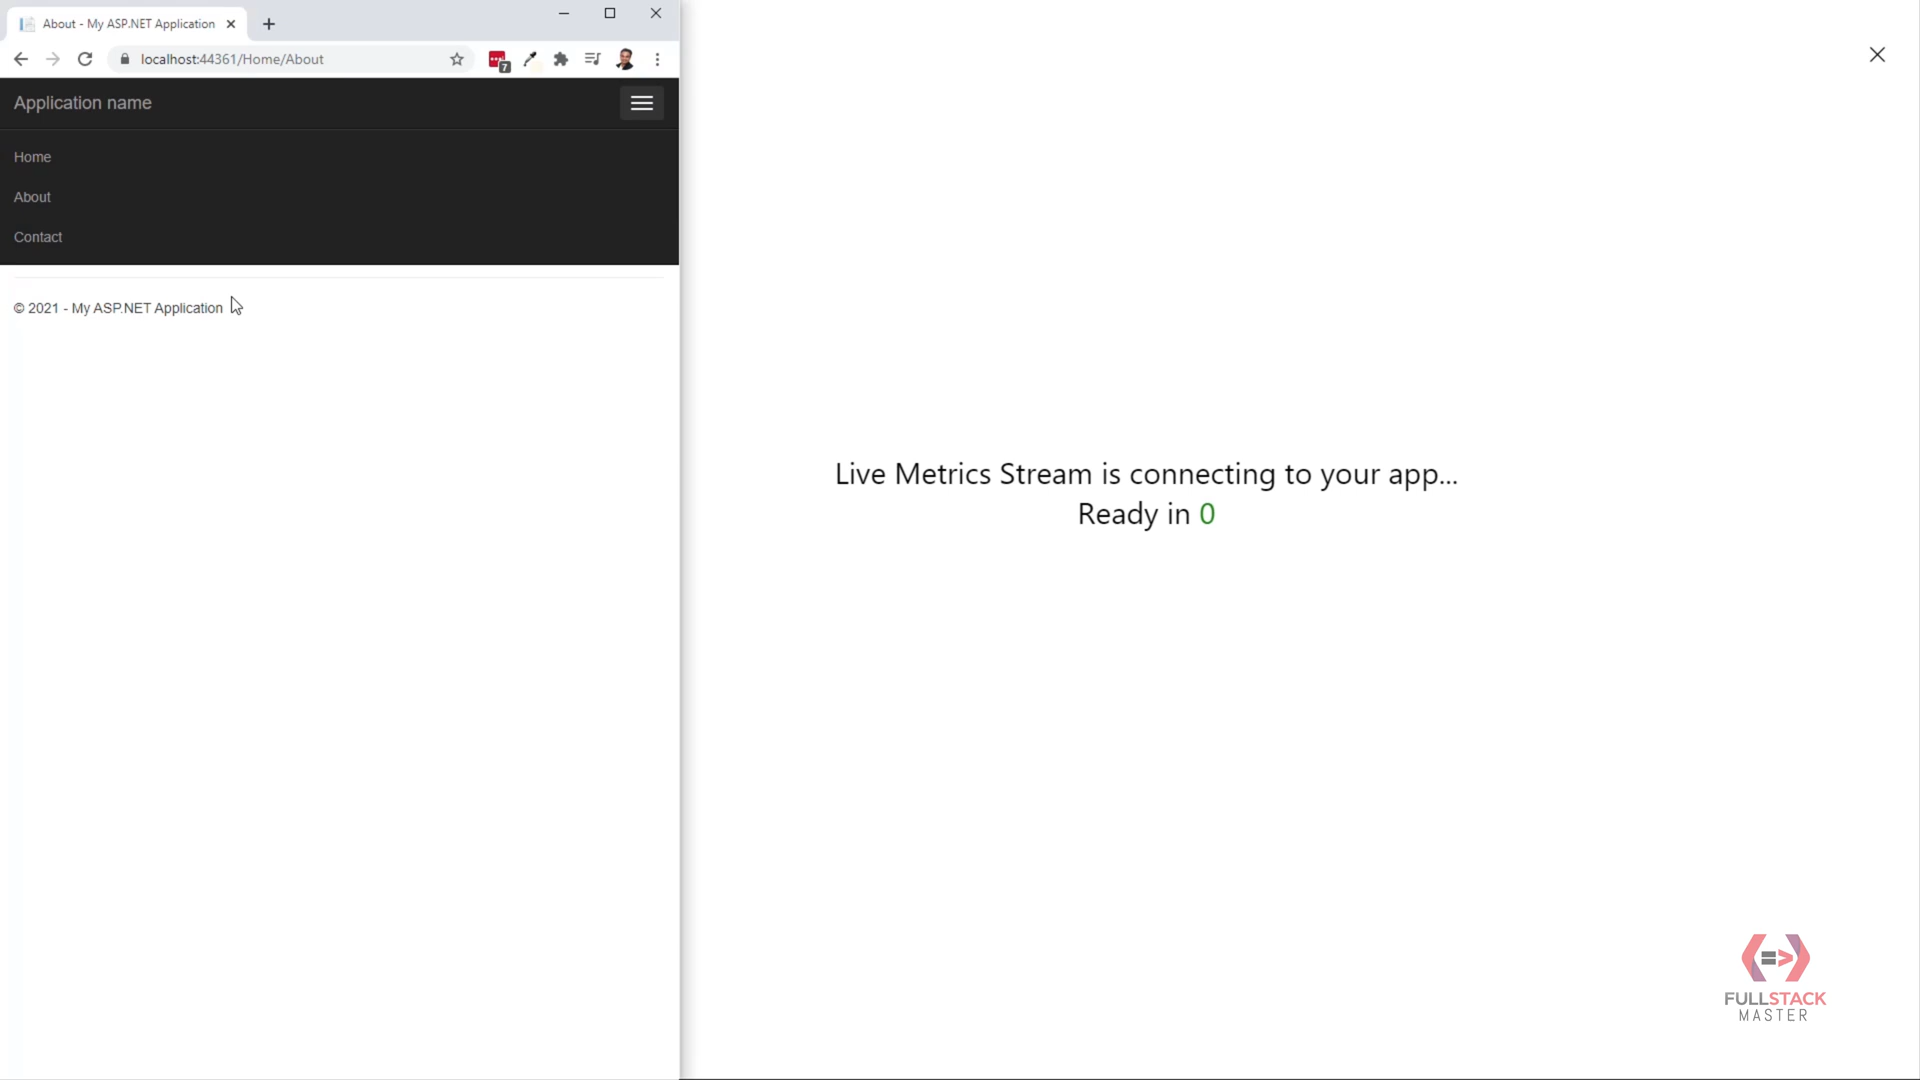 About - My ASP.NET Application
localhost:44361/Home/About
7
Application name
Home
About
Contact
© 2021 - My ASP.NET Application
Live Metrics Stream is connecting to your app...
Ready in 0
FULLSTACK
MASTER